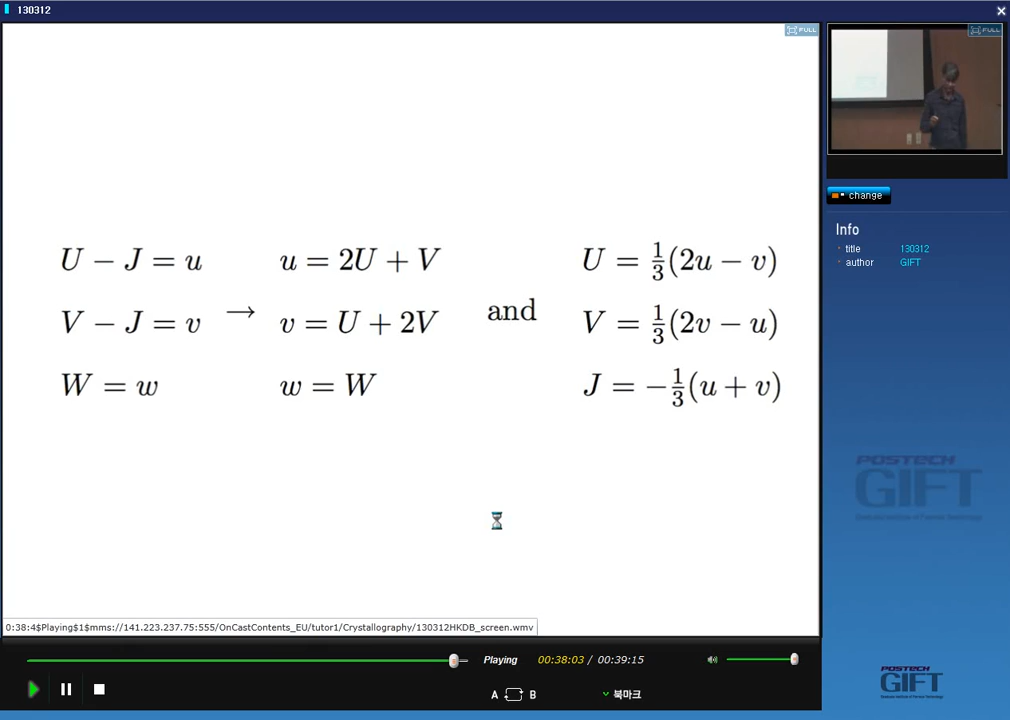 130312
FULL
FULL
change
Info
title 130312
author GIFT
U − J = u
u = 2U + V
U = 1/3(2u − v)
V − J = v
→
v = U + 2V
and
V = 1/3(2v − u)
W = w
w = W
J = −1/3(u + v)
POSTECH
GIFT
0:38:4$Playing$1$mms://141.223.237.75:555/OnCastContents_EU/tutor1/Crystallography/130312HKDB_screen.wmv
Playing
00:38:03 / 00:39:15
A B
북마크
POSTECH
GIFT